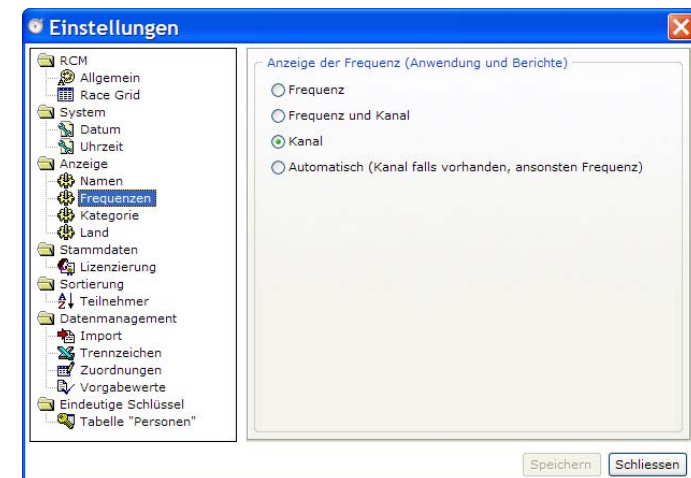 Einstellungen
RCM
Allgemein
Race Grid
System
Datum
Uhrzeit
Anzeige
Namen
Frequenzen
Kategorie
Land
Stammdaten
Lizenzierung
Sortierung
Teilnehmer
Datenmanagement
Import
Trennzeichen
Zuordnungen
Vorgabewerte
Eindeutige Schlüssel
Tabelle "Personen"
Anzeige der Frequenz (Anwendung und Berichte)
Frequenz
Frequenz und Kanal
Kanal
Automatisch (Kanal falls vorhanden, ansonsten Frequenz)
Speichern
Schliessen